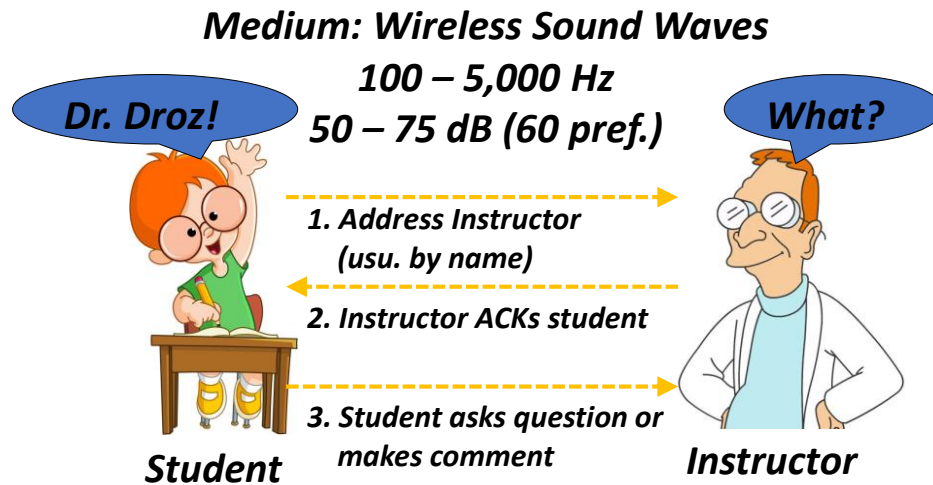 Medium: Wireless Sound Waves
100 – 5,000 Hz
50 – 75 dB (60 pref.)
Dr. Droz!
What?
1. Address Instructor
(usu. by name)
2. Instructor ACKs student
3. Student asks question or
makes comment
Student
Instructor